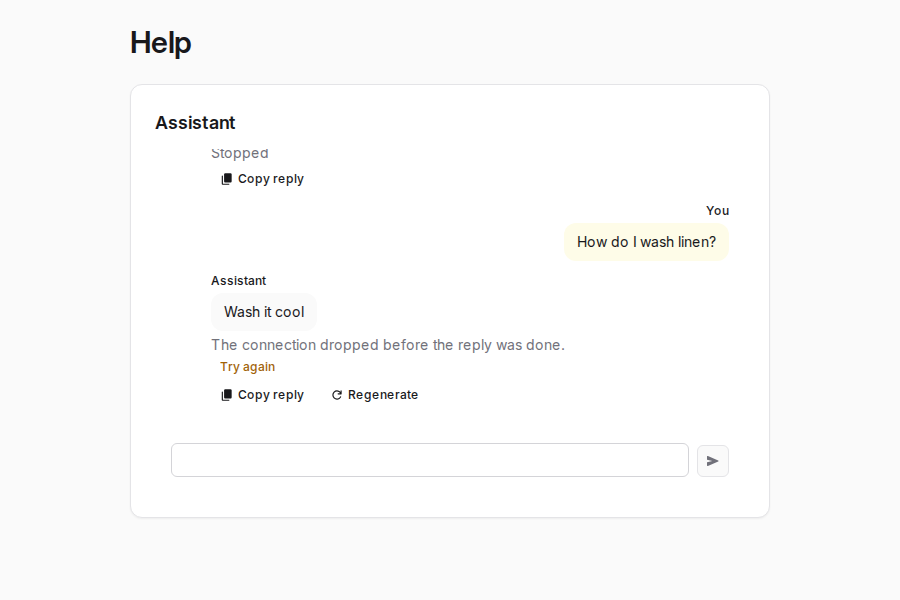 Help
Assistant
Stopped
Copy reply
You
How do I wash linen?
Assistant
Wash it cool
The connection dropped before the reply was done.
Try again
Copy reply Regenerate